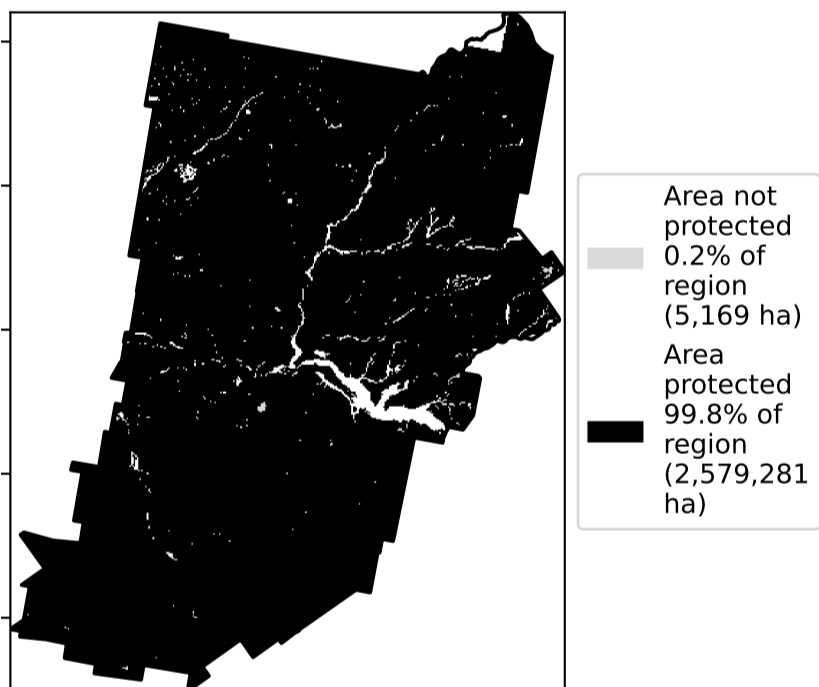 Area not
protected
0.2% of
region
(5,169 ha)
Area
protected
99.8% of
region
(2,579,281
ha)